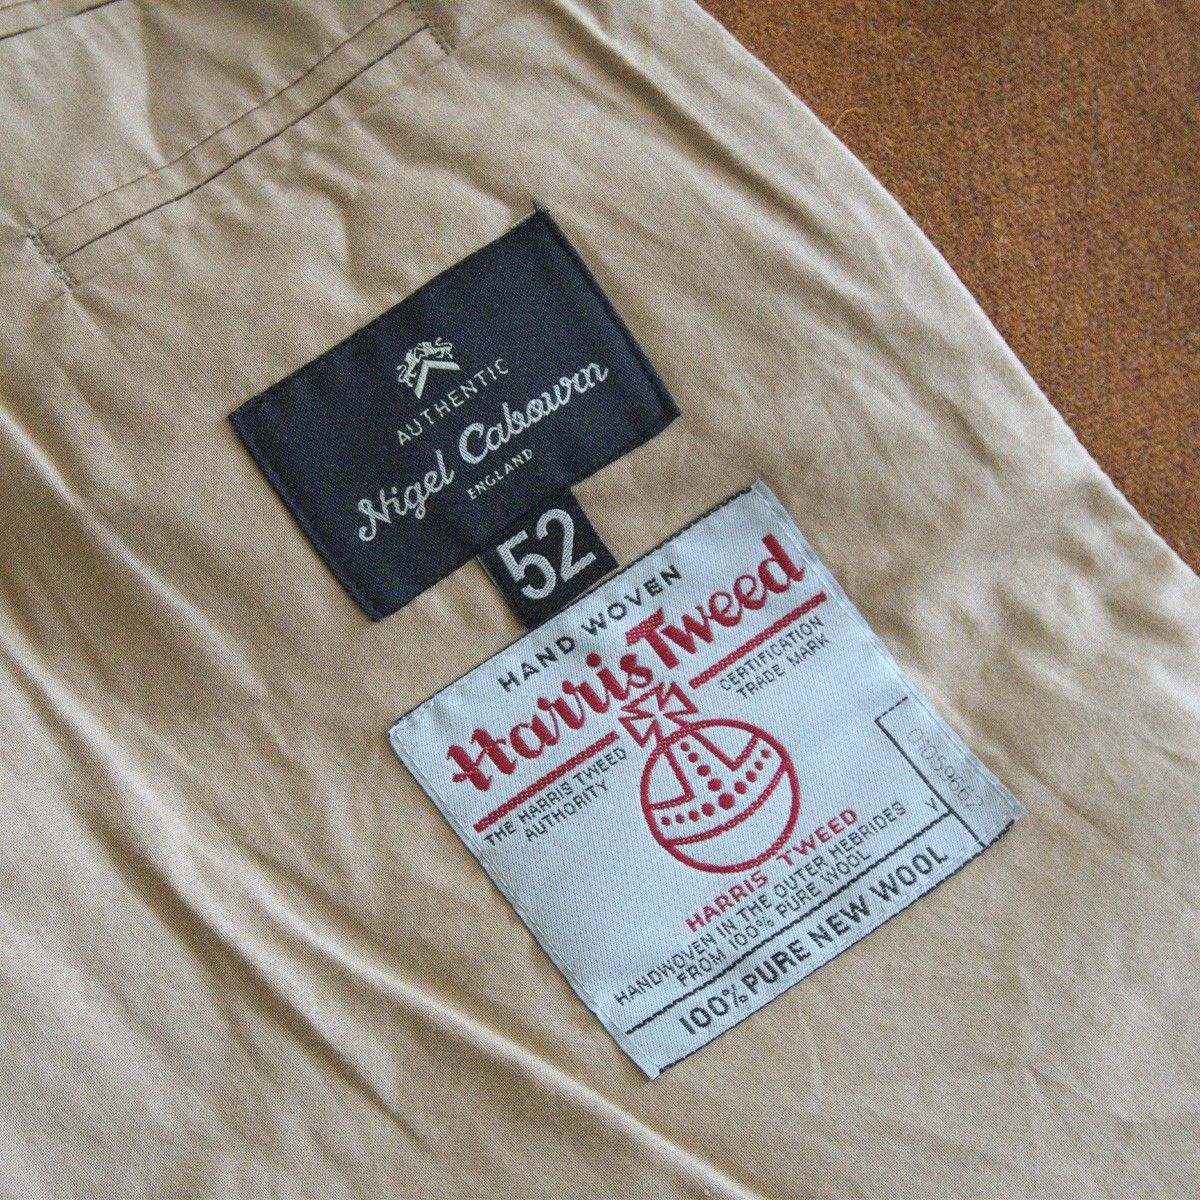 AUTHENTIC
Nigel Cabourn
ENGLAND
52
HAND WOVEN
Harris Tweed
THE HARRIS TWEED
AUTHORITY
CERTIFICATION
TRADE MARK
HARRIS TWEED
HANDWOVEN IN THE OUTER HEBRIDES
FROM 100% PURE WOOL
Y
01059662
100% PURE NEW WOOL